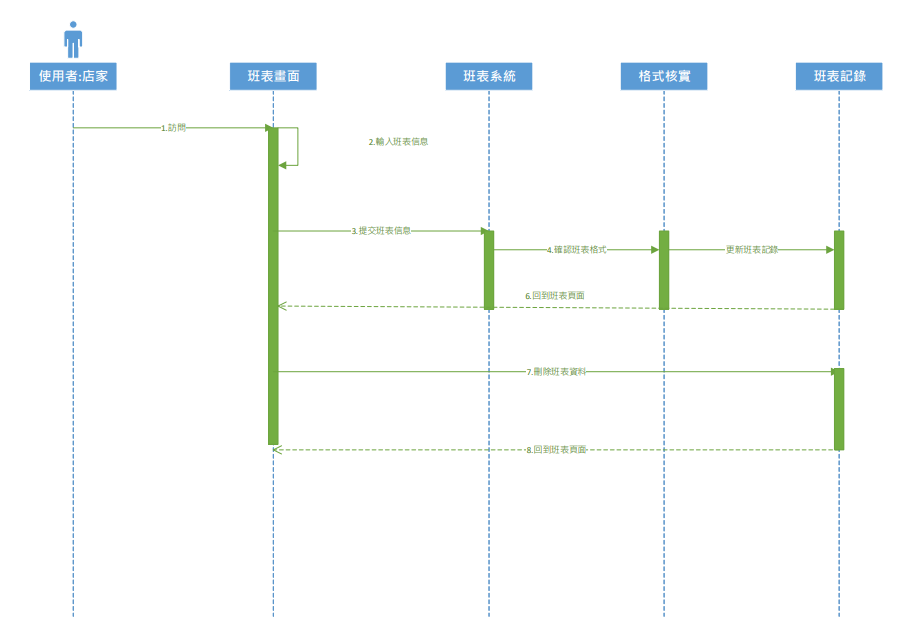 使用者:店家
班表畫面
班表系統
格式核實
班表記錄
1.訪問
2.輸入班表信息
3.提交班表信息
4.確認班表格式
更新班表記錄
6.回到班表頁面
7.刪除班表資料
8.回到班表頁面